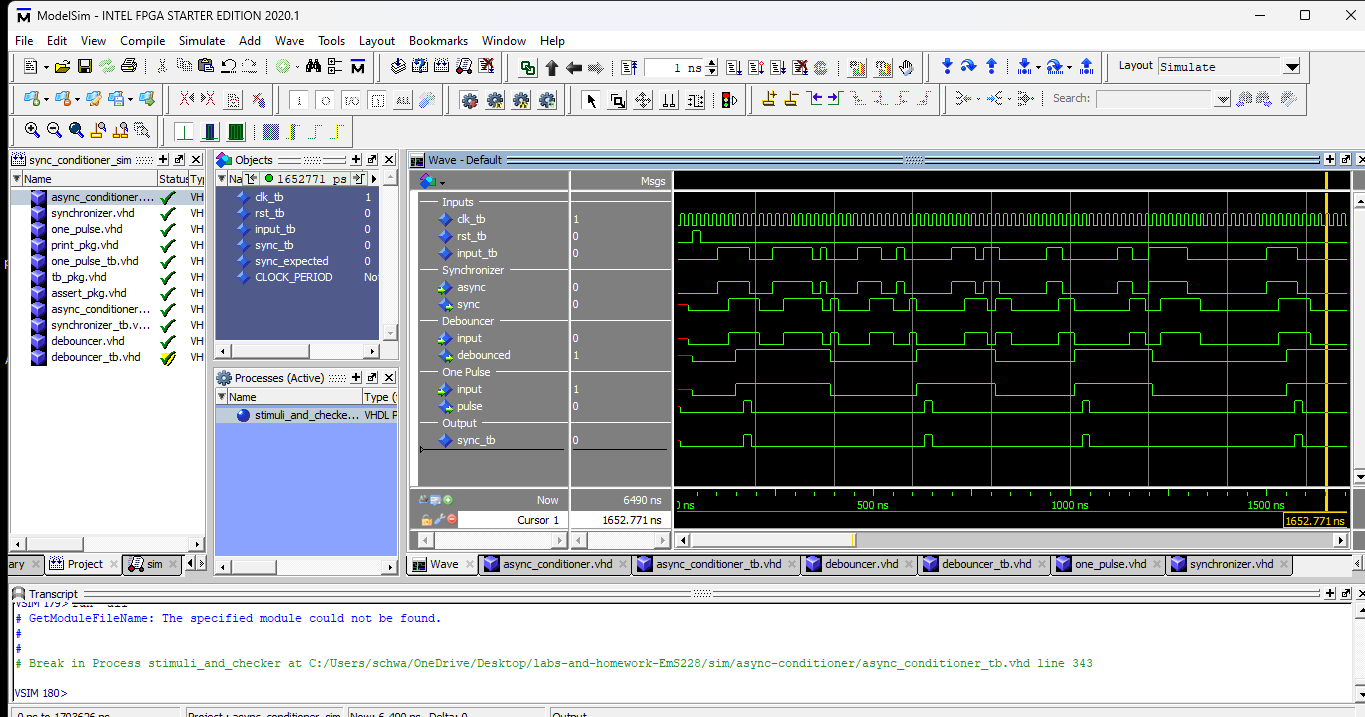 ModelSim - INTEL FPGA STARTER EDITION 2020.1
File Edit View Compile Simulate Add Wave Tools Layout Bookmarks Window Help
1 ns
Layout Simulate
Search:
sync_conditioner_sim
Name Status Typ
async_conditioner.... VH
synchronizer.vhd VH
one_pulse.vhd VH
print_pkg.vhd VH
one_pulse_tb.vhd VH
tb_pkg.vhd VH
assert_pkg.vhd VH
async_conditioner... VH
synchronizer_tb.v... VH
debouncer.vhd VH
debouncer_tb.vhd VH
ary Project sim
Objects
Na 1652771 ps
clk_tb 1
rst_tb 0
input_tb 0
sync_tb 0
sync_expected 0
CLOCK_PERIOD No
Processes (Active)
Name Type (
stimuli_and_checke... VHDL P
Wave - Default
Msgs
Inputs
clk_tb 1
rst_tb 0
input_tb 0
Synchronizer
async 0
sync 0
Debouncer
input 0
debounced 1
One Pulse
input 1
pulse 0
Output
sync_tb 0
Now 6490 ns
Cursor 1 1652.771 ns
ns 500 ns 1000 ns 1500 ns
1652.771 ns
Wave async_conditioner.vhd async_conditioner_tb.vhd debouncer.vhd debouncer_tb.vhd one_pulse.vhd synchronizer.vhd
Transcript
VSIM 179>
# GetModuleFileName: The specified module could not be found.
#
#
# Break in Process stimuli_and_checker at C:/Users/schwa/OneDrive/Desktop/labs-and-homework-EmS228/sim/async-conditioner/async_conditioner_tb.vhd line 343
VSIM 180>
0 ns to 1703626 ps Project : async_conditioner_sim Now: 6,490 ns Delta: 0 Output